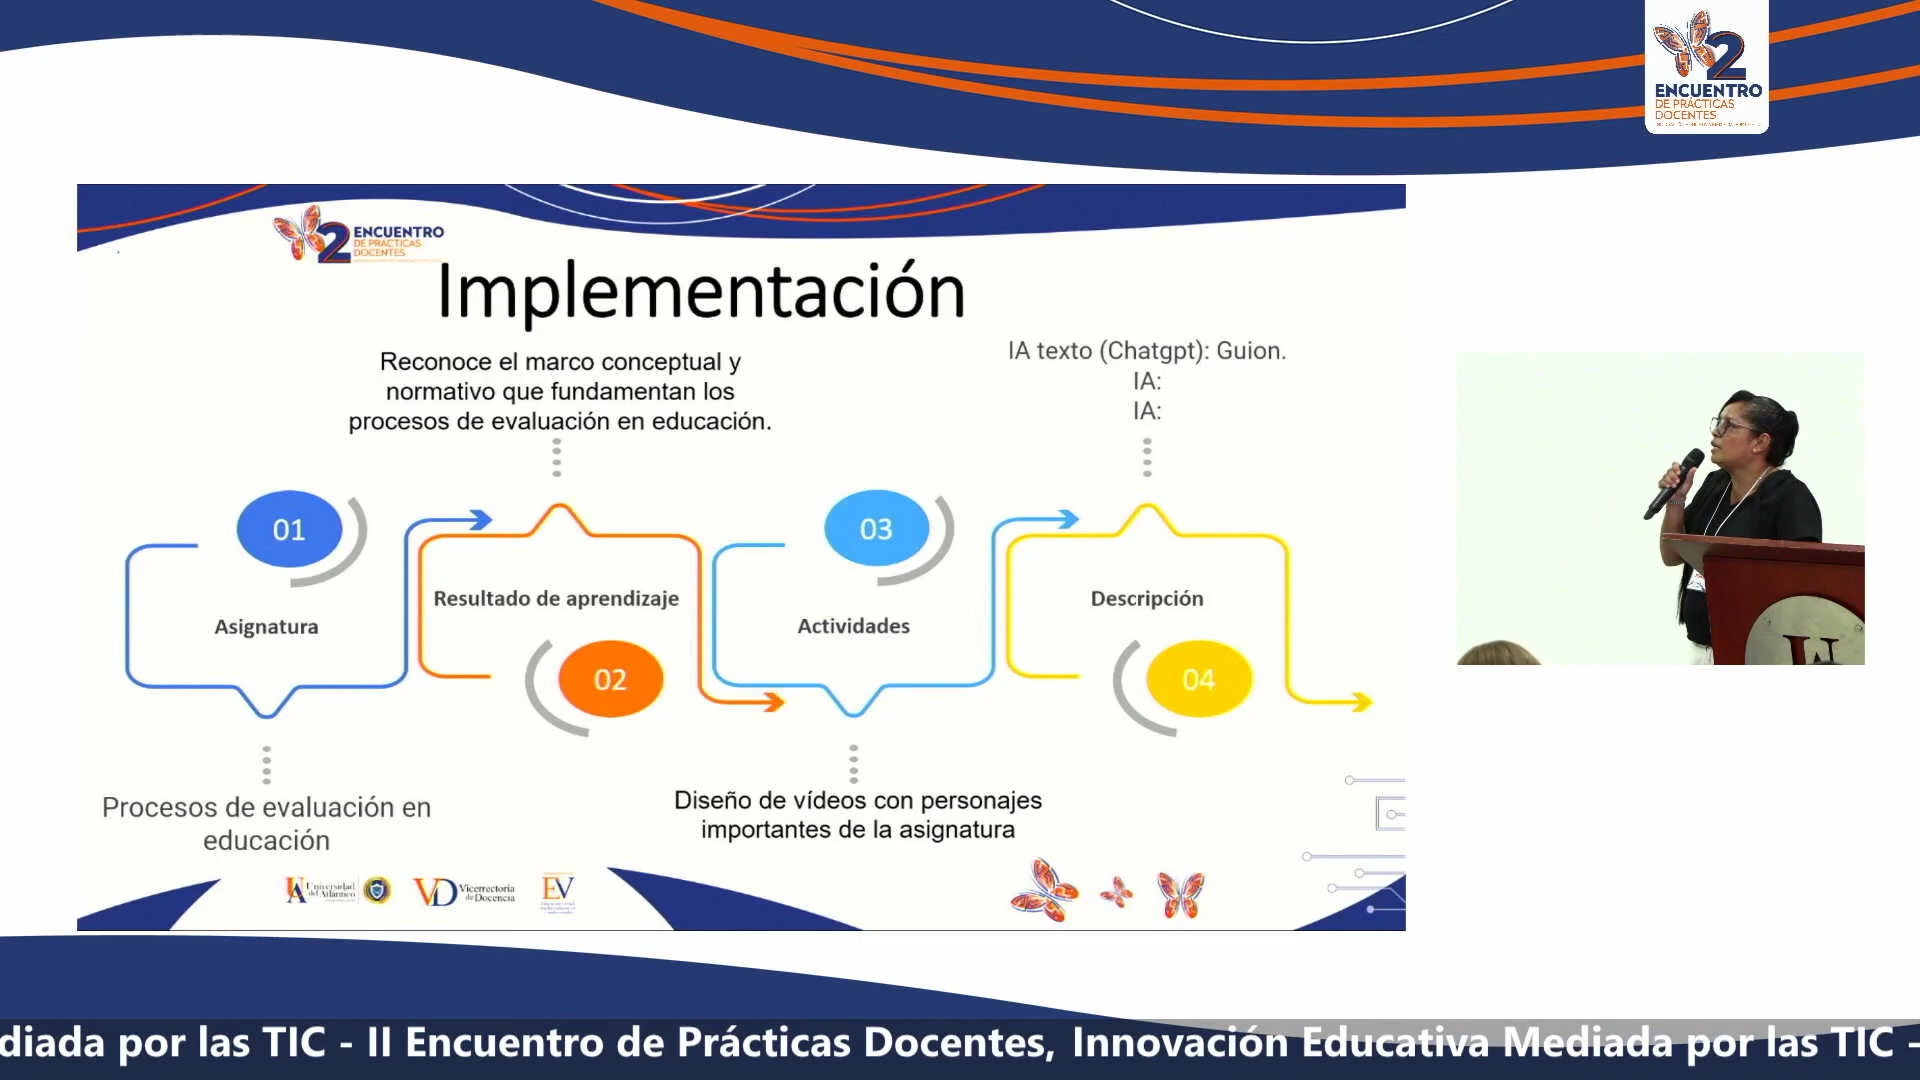 2
ENCUENTRO
DE PRÁCTICAS
DOCENTES
2
ENCUENTRO
DE PRÁCTICAS
DOCENTES
Implementación
Reconoce el marco conceptual y
normativo que fundamentan los
procesos de evaluación en educación.
IA texto (Chatgpt): Guion.
IA:
IA:
01
Asignatura
Resultado de aprendizaje
02
03
Actividades
Descripción
04
Procesos de evaluación en
educación
Diseño de vídeos con personajes
importantes de la asignatura
UA Universidad
del Atlántico
VD Vicerrectoría
de Docencia
EV
diada por las TIC - II Encuentro de Prácticas Docentes, Innovación Educativa Mediada por las TIC -